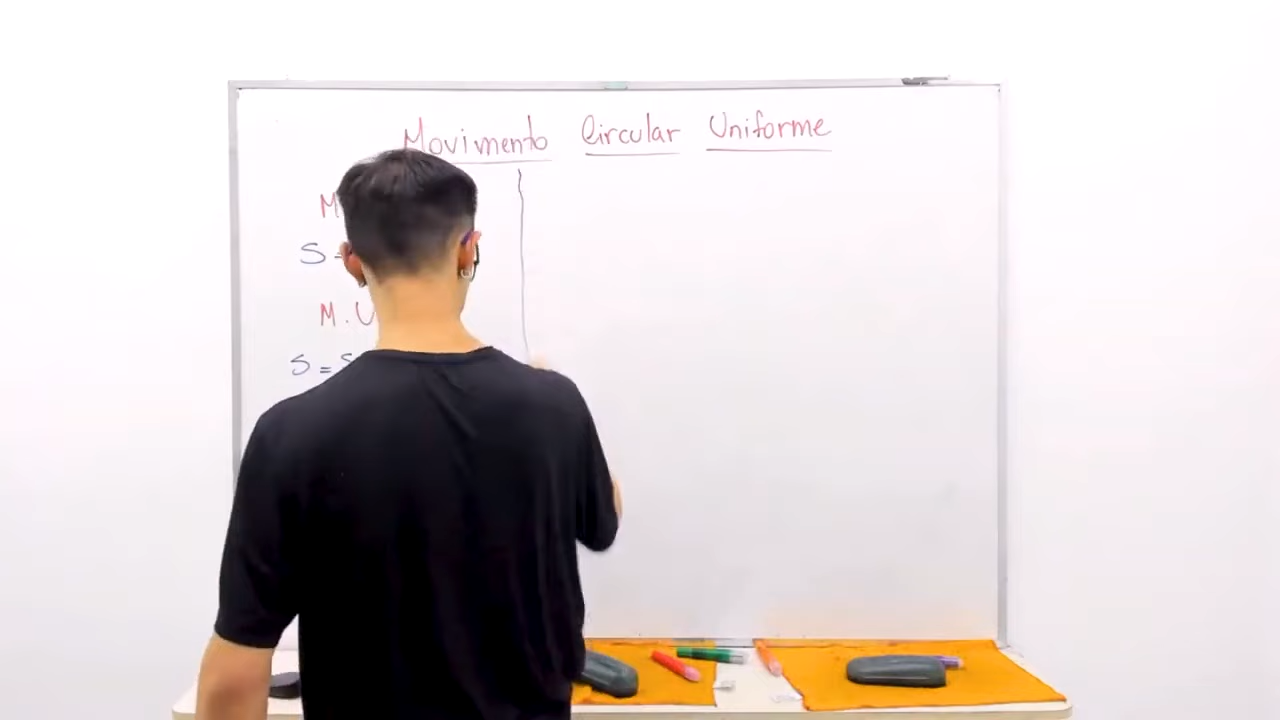 Movimento Circular Uniforme
M
S =
M.U
S = S